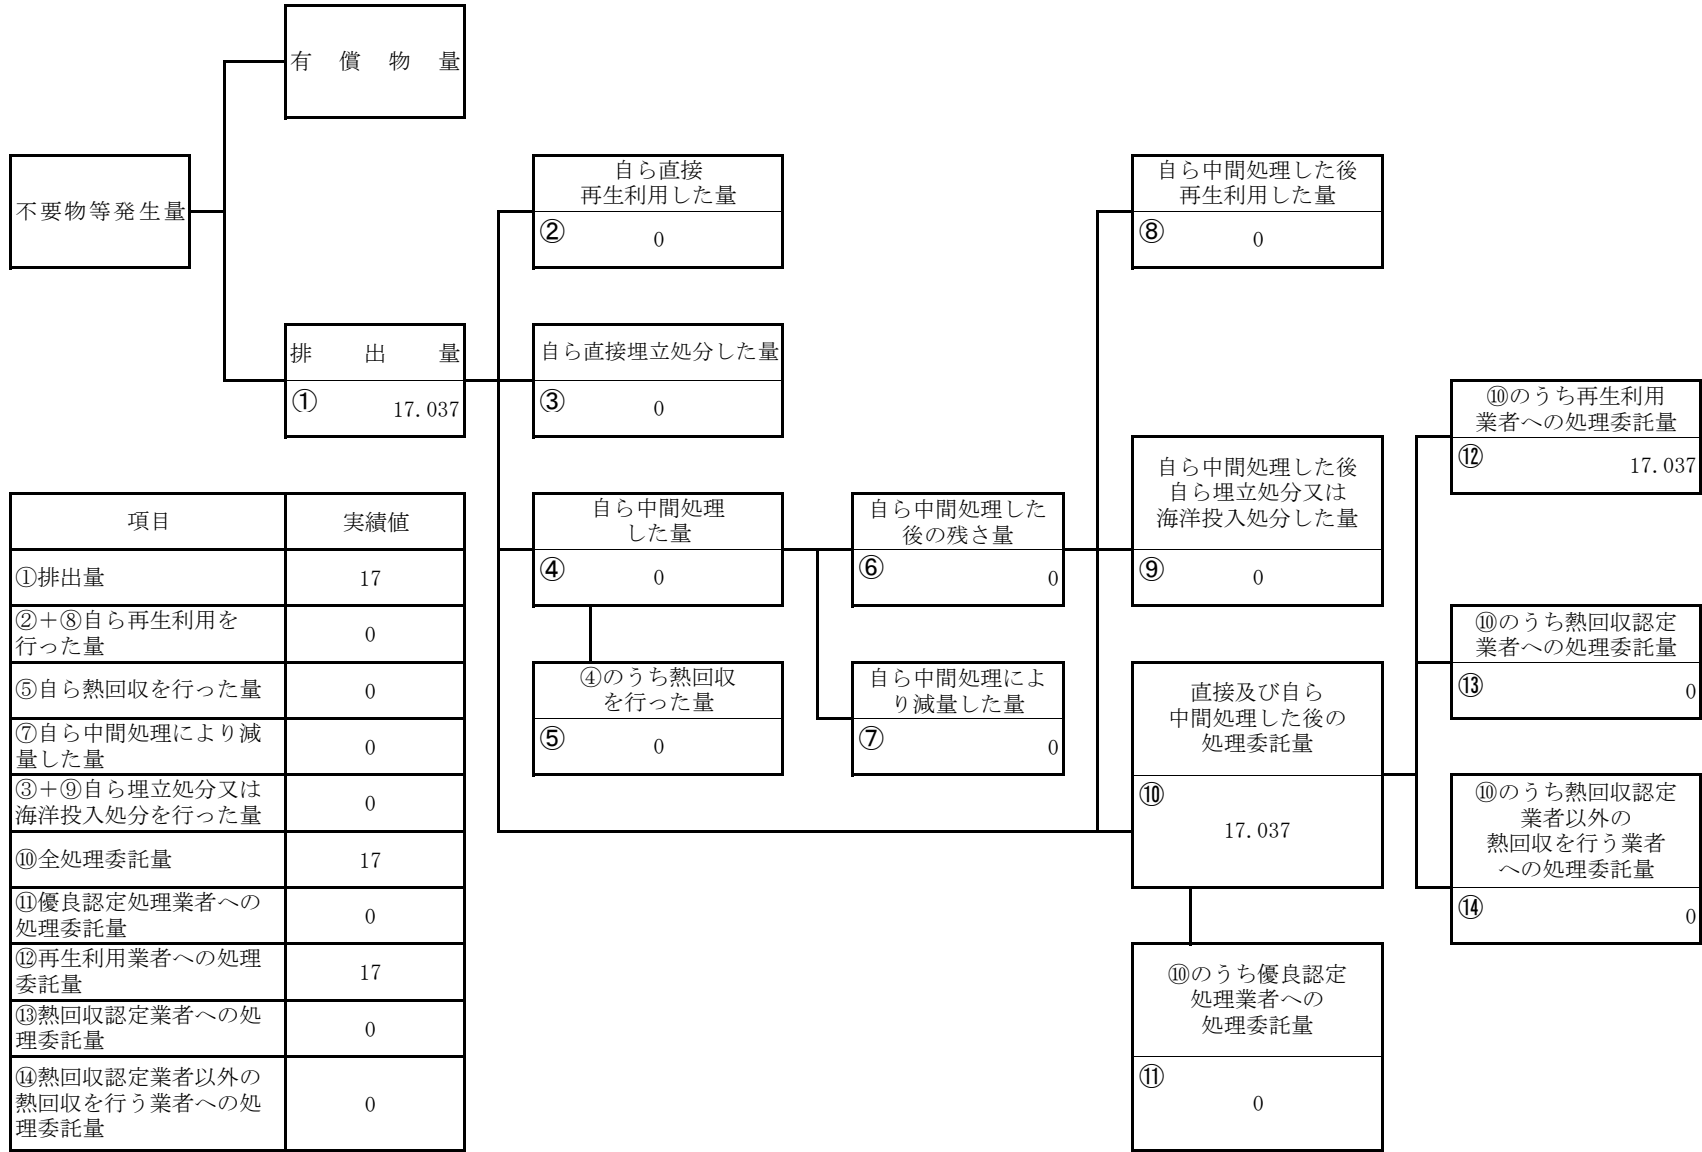 有償物量
不要物等発生量
排出量
①
17.037
自ら直接
再生利用した量
②
0
自ら直接埋立処分した量
③
0
自ら中間処理
した量
④
0
④のうち熱回収
を行った量
⑤
0
自ら中間処理した
後の残さ量
⑥
0
自ら中間処理によ
り減量した量
⑦
0
自ら中間処理した後
再生利用した量
⑧
0
自ら中間処理した後
自ら埋立処分又は
海洋投入処分した量
⑨
0
直接及び自ら
中間処理した後の
処理委託量
⑩
17.037
⑩のうち優良認定
処理業者への
処理委託量
⑪
0
⑩のうち再生利用
業者への処理委託量
⑫
17.037
⑩のうち熱回収認定
業者への処理委託量
⑬
0
⑩のうち熱回収認定
業者以外の
熱回収を行う業者
への処理委託量
⑭
0
項目 実績値
①排出量 17
②＋⑧自ら再生利用を
行った量 0
⑤自ら熱回収を行った量 0
⑦自ら中間処理により減
量した量 0
③＋⑨自ら埋立処分又は
海洋投入処分を行った量 0
⑩全処理委託量 17
⑪優良認定処理業者への
処理委託量 0
⑫再生利用業者への処理
委託量 17
⑬熱回収認定業者への処
理委託量 0
⑭熱回収認定業者以外の
熱回収を行う業者への処 0
理委託量